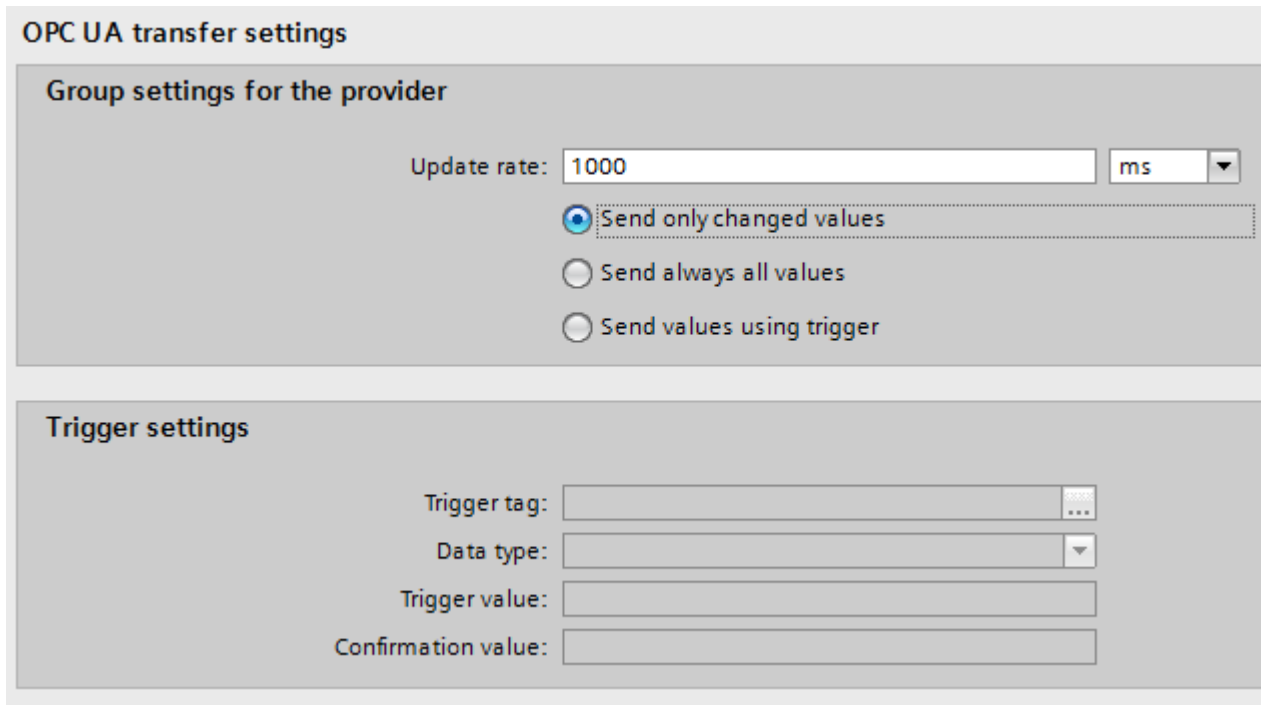 OPC UA transfer settings
Group settings for the provider
Update rate: 1000 ms
Send only changed values
Send always all values
Send values using trigger
Trigger settings
Trigger tag: ...
Data type:
Trigger value:
Confirmation value: